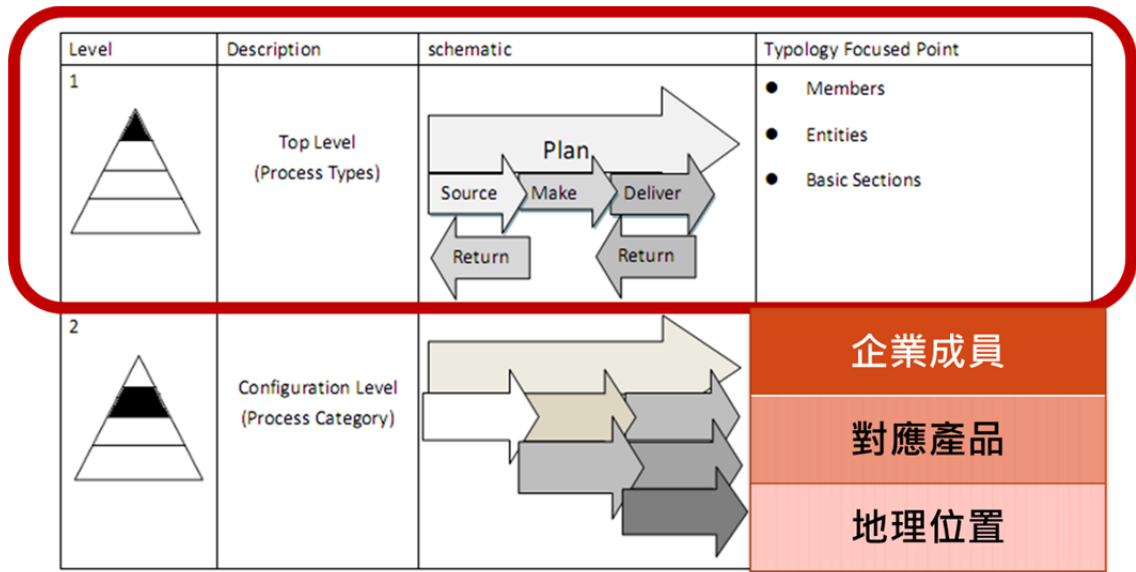 Level Description schematic Typology Focused Point
1
Top Level
(Process Types)
Plan
Source Make Deliver
Return Return
● Members
● Entities
● Basic Sections
2
Configuration Level
(Process Category)
企業成員
對應產品
地理位置